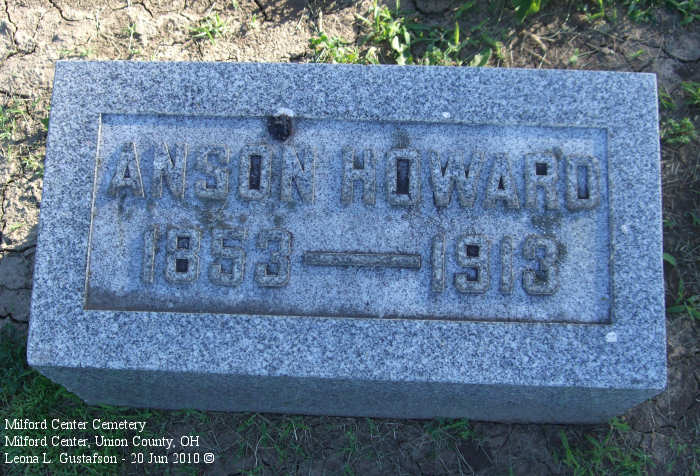 ANSON HOWARD
1853 — 1913
Milford Center Cemetery
Milford Center, Union County, OH
Leona L. Gustafson - 20 Jun 2010 ©